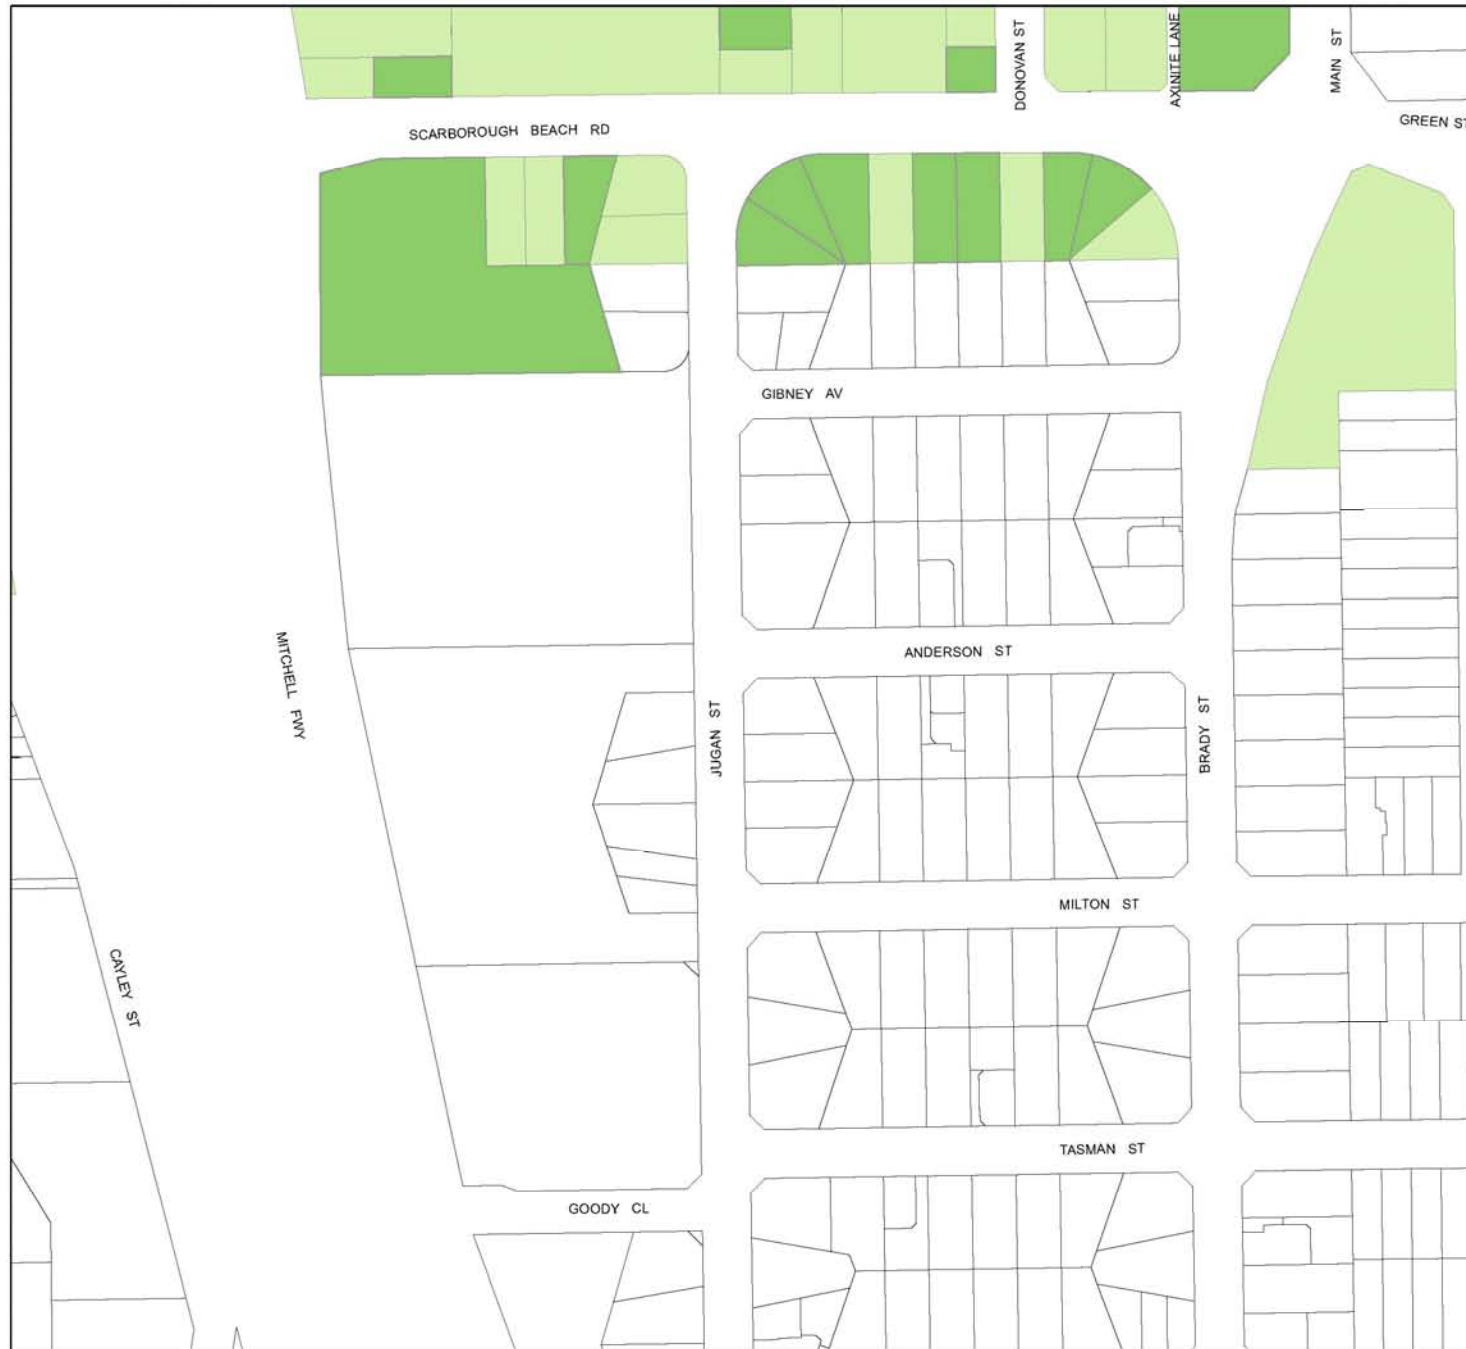 DONOVAN ST
AXINITE LANE
MAIN ST
GREEN ST
SCARBOROUGH BEACH RD
GIBNEY AV
ANDERSON ST
MITCHELL FWY
JUGAN ST
BRADY ST
MILTON ST
CAYLEY ST
TASMAN ST
GOODY CL